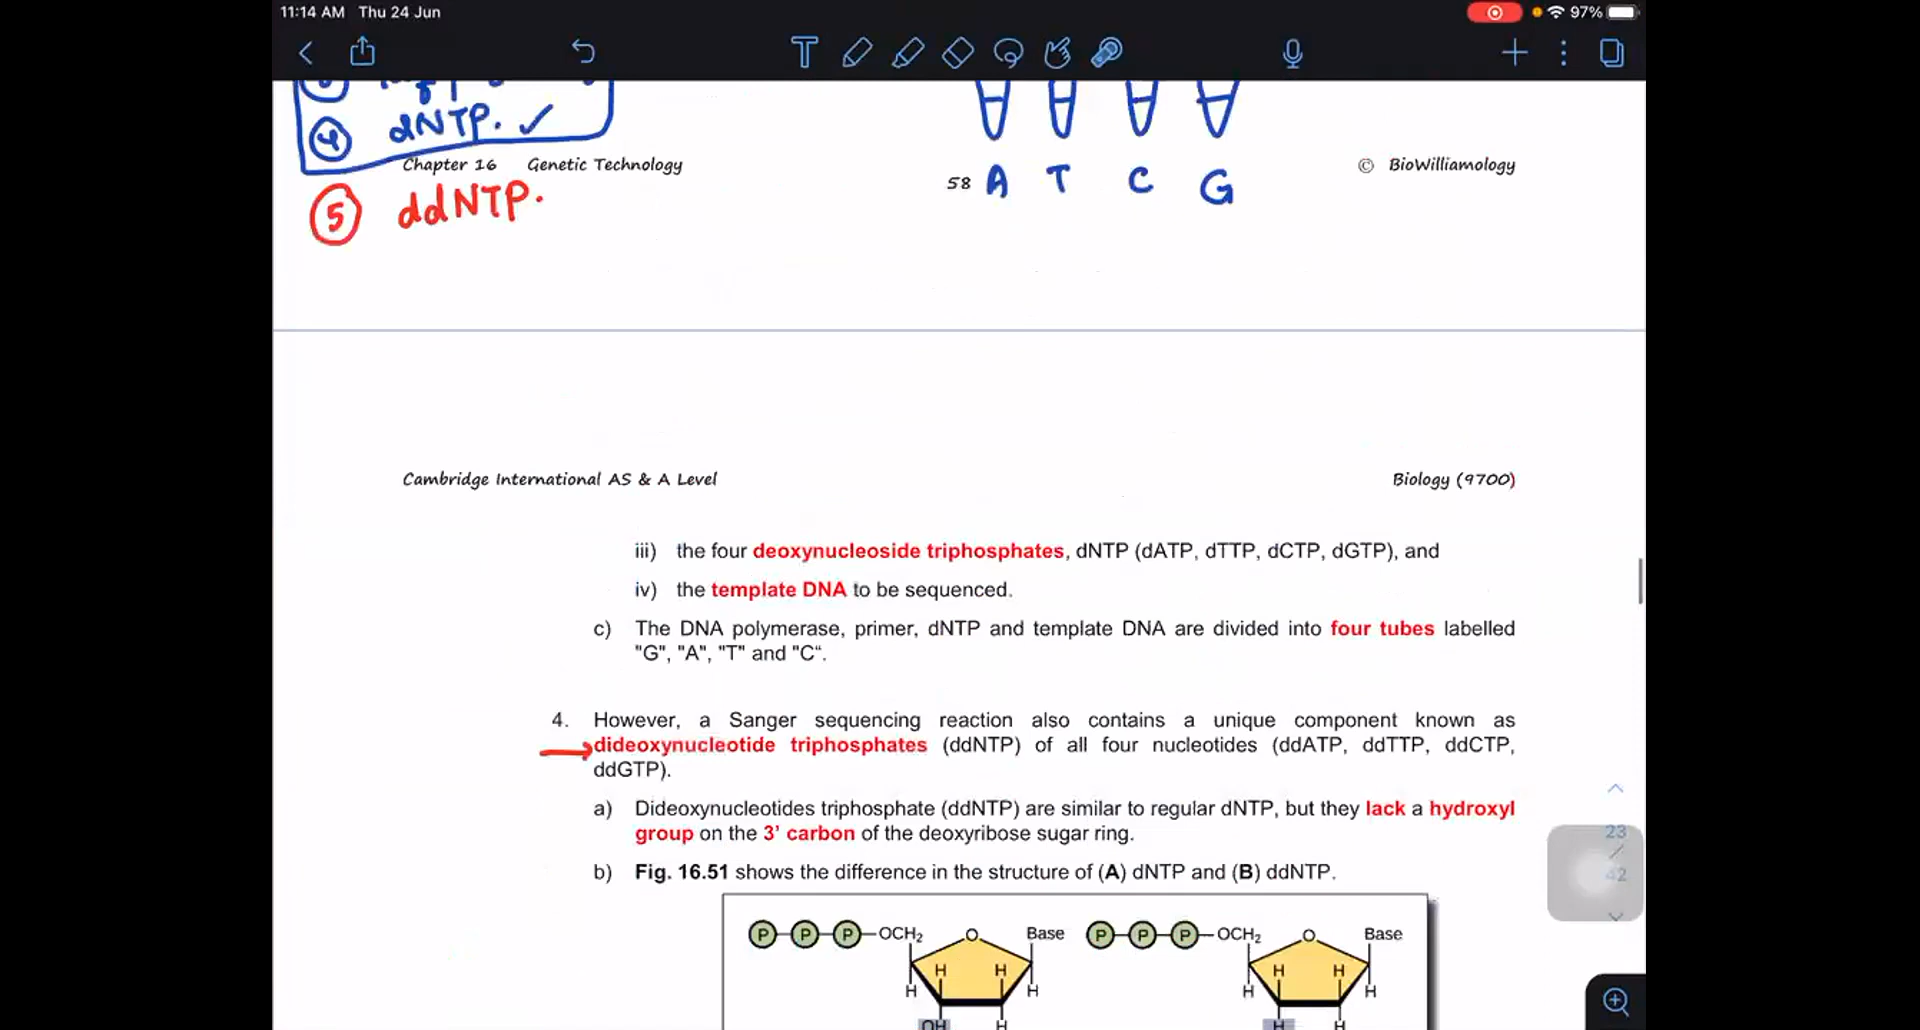 11:14 AM Thu 24 Jun
97%
4 dNTP. ✓
Chapter 16 Genetic Technology
58
© BioWilliamology
A T C G
5 ddNTP.
Cambridge International AS & A Level
Biology (9700)
iii) the four deoxynucleoside triphosphates, dNTP (dATP, dTTP, dCTP, dGTP), and
iv) the template DNA to be sequenced.
c) The DNA polymerase, primer, dNTP and template DNA are divided into four tubes labelled
"G", "A", "T" and "C“.
4. However, a Sanger sequencing reaction also contains a unique component known as
dideoxynucleotide triphosphates (ddNTP) of all four nucleotides (ddATP, ddTTP, ddCTP,
ddGTP).
a) Dideoxynucleotides triphosphate (ddNTP) are similar to regular dNTP, but they lack a hydroxyl
group on the 3’ carbon of the deoxyribose sugar ring.
b) Fig. 16.51 shows the difference in the structure of (A) dNTP and (B) ddNTP.
23
42
P P P OCH₂ O Base P P P OCH₂ O Base
H H H H
H H H H
OH H H H